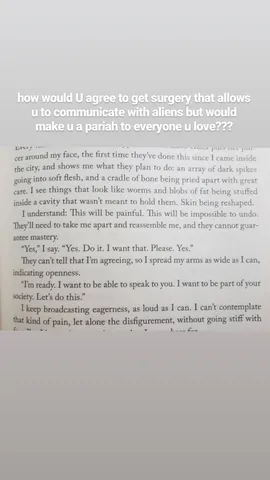 how would U agree to get surgery that allows
u to communicate with aliens but would
make u a pariah to everyone u love???
cer around my face, the first time they've done this since I came inside
the city, and shows me what they plan to do: an array of dark spikes
going into soft flesh, and a cradle of bone being pried apart with great
care. I see things that look like worms and blobs of fat being stuffed
inside a cavity that wasn't meant to hold them. Skin being reshaped.
I understand: This will be painful. This will be impossible to undo.
They'll need to take me apart and reassemble me, and they cannot guar-
antee mastery.
"Yes," I say. "Yes. Do it. I want that. Please. Yes."
They can't tell that I'm agreeing, so I spread my arms as wide as I can,
indicating openness.
"I'm ready. I want to be able to speak to you. I want to be part of your
society. Let's do this."
I keep broadcasting eagerness, as loud as I can. I can't contemplate
that kind of pain, let alone the disfigurement, without going stiff with